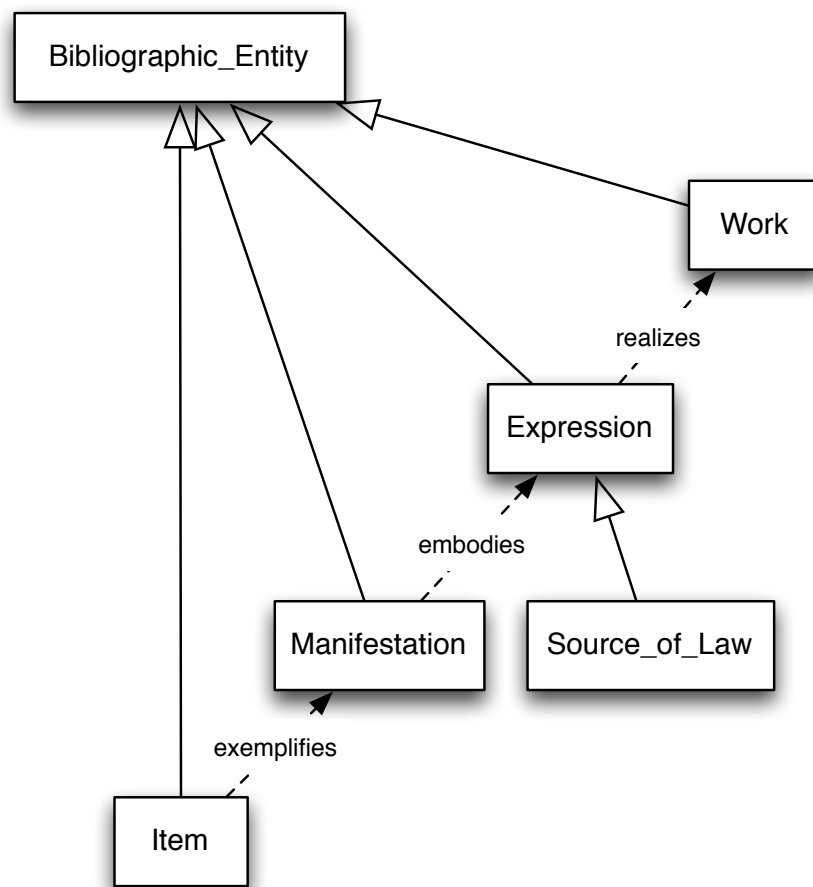 Bibliographic_Entity
Work
realizes
Expression
embodies
Manifestation
Source_of_Law
exemplifies
Item